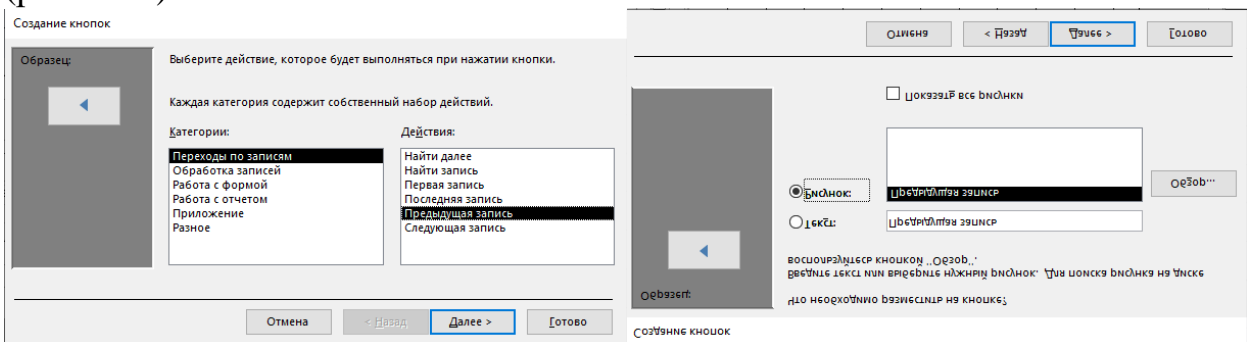 Создание кнопок
Образец:
Выберите действие, которое будет выполняться при нажатии кнопки.
Каждая категория содержит собственный набор действий.
Категории:
Переходы по записям
Обработка записей
Работа с формой
Работа с отчетом
Приложение
Разное
Действия:
Найти далее
Найти запись
Первая запись
Последняя запись
Предыдущая запись
Следующая запись
Отмена
< Назад
Далее >
Готово
Создание кнопок
Образец:
Что необходимо разместить на кнопке?
Введите текст или выберите нужный рисунок. Для поиска рисунка на диске
воспользуйтесь кнопкой "Обзор".
Текст:
Предыдущая запись
Рисунок:
Предыдущая запись
Обзор...
Показать все рисунки
Отмена
< Назад
Далее >
Готово